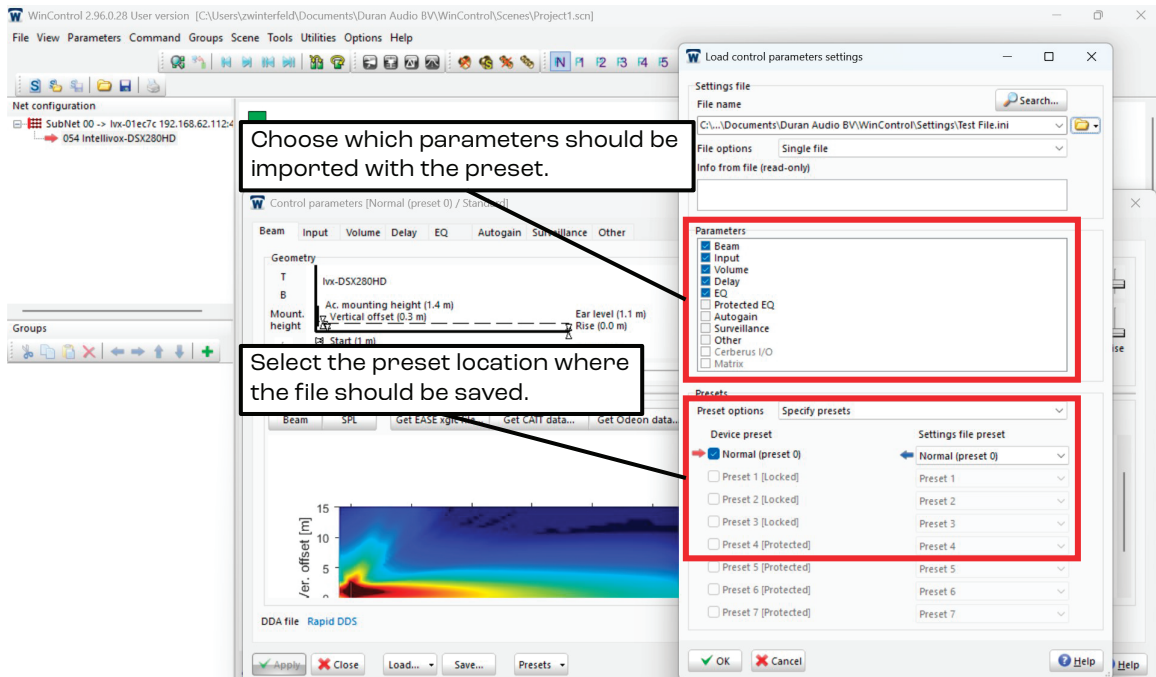 WinControl 2.96.0.28 User version [C:\Users\zwinterfeld\Documents\Duran Audio BV\WinControl\Scenes\Project1.scn]
File View Parameters Command Groups Scene Tools Utilities Options Help
N P1 P2 P3 P4 P5
S
Net configuration
SubNet 00 -> lvx-01ec7c 192.168.62.112:4
054 Intellivox-DSX280HD
Groups
Choose which parameters should be
imported with the preset.
Control parameters [Normal (preset 0) / Standard]
Beam Input Volume Delay EQ Autogain Surveillance Other
Geometry
T
B
Mount.
height
Ivx-DSX280HD
Ac. mounting height (1.4 m)
Vertical offset (0.3 m)
Ear level (1.1 m)
Rise (0.0 m)
Start (1 m)
Select the preset location where
the file should be saved.
Beam SPL Get EASE xglc file... Get CATT data... Get Odeon data...
15
10
5
0
Ver. offset [m]
DDA file Rapid DDS
Apply Close Load... Save... Presets
Load control parameters settings
Settings file
File name
Search...
C:\...\Documents\Duran Audio BV\WinControl\Settings\Test File.ini
File options Single file
Info from file (read-only)
Parameters
Beam
Input
Volume
Delay
EQ
Protected EQ
Autogain
Surveillance
Other
Cerberus I/O
Matrix
Presets
Preset options Specify presets
Device preset Settings file preset
Normal (preset 0) Normal (preset 0)
Preset 1 [Locked] Preset 1
Preset 2 [Locked] Preset 2
Preset 3 [Locked] Preset 3
Preset 4 [Protected] Preset 4
Preset 5 [Protected] Preset 5
Preset 6 [Protected] Preset 6
Preset 7 [Protected] Preset 7
OK Cancel Help
Help